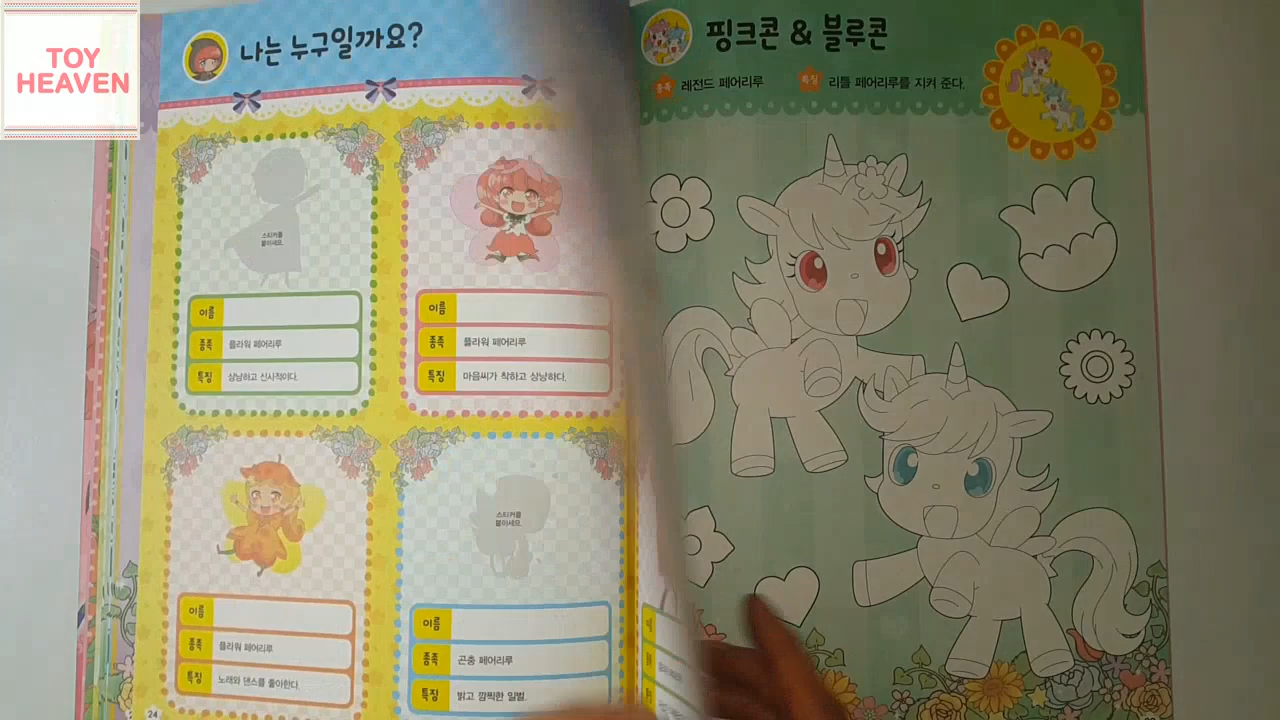 TOY
HEAVEN
나는 누구일까요?
스티커를
붙이세요.
이름
종족 플라워 페어리루
특징 상냥하고 신사적이다.
이름
종족 플라워 페어리루
특징 마음씨가 착하고 상냥하다.
이름
종족 플라워 페어리루
특징 노래와 댄스를 좋아한다.
스티커를
붙이세요.
이름
종족 곤충 페어리루
특징 밝고 깜찍한 일벌.
24
핑크콘 & 블루콘
종족 레전드 페어리루 특징 리틀 페어리루를 지켜 준다.